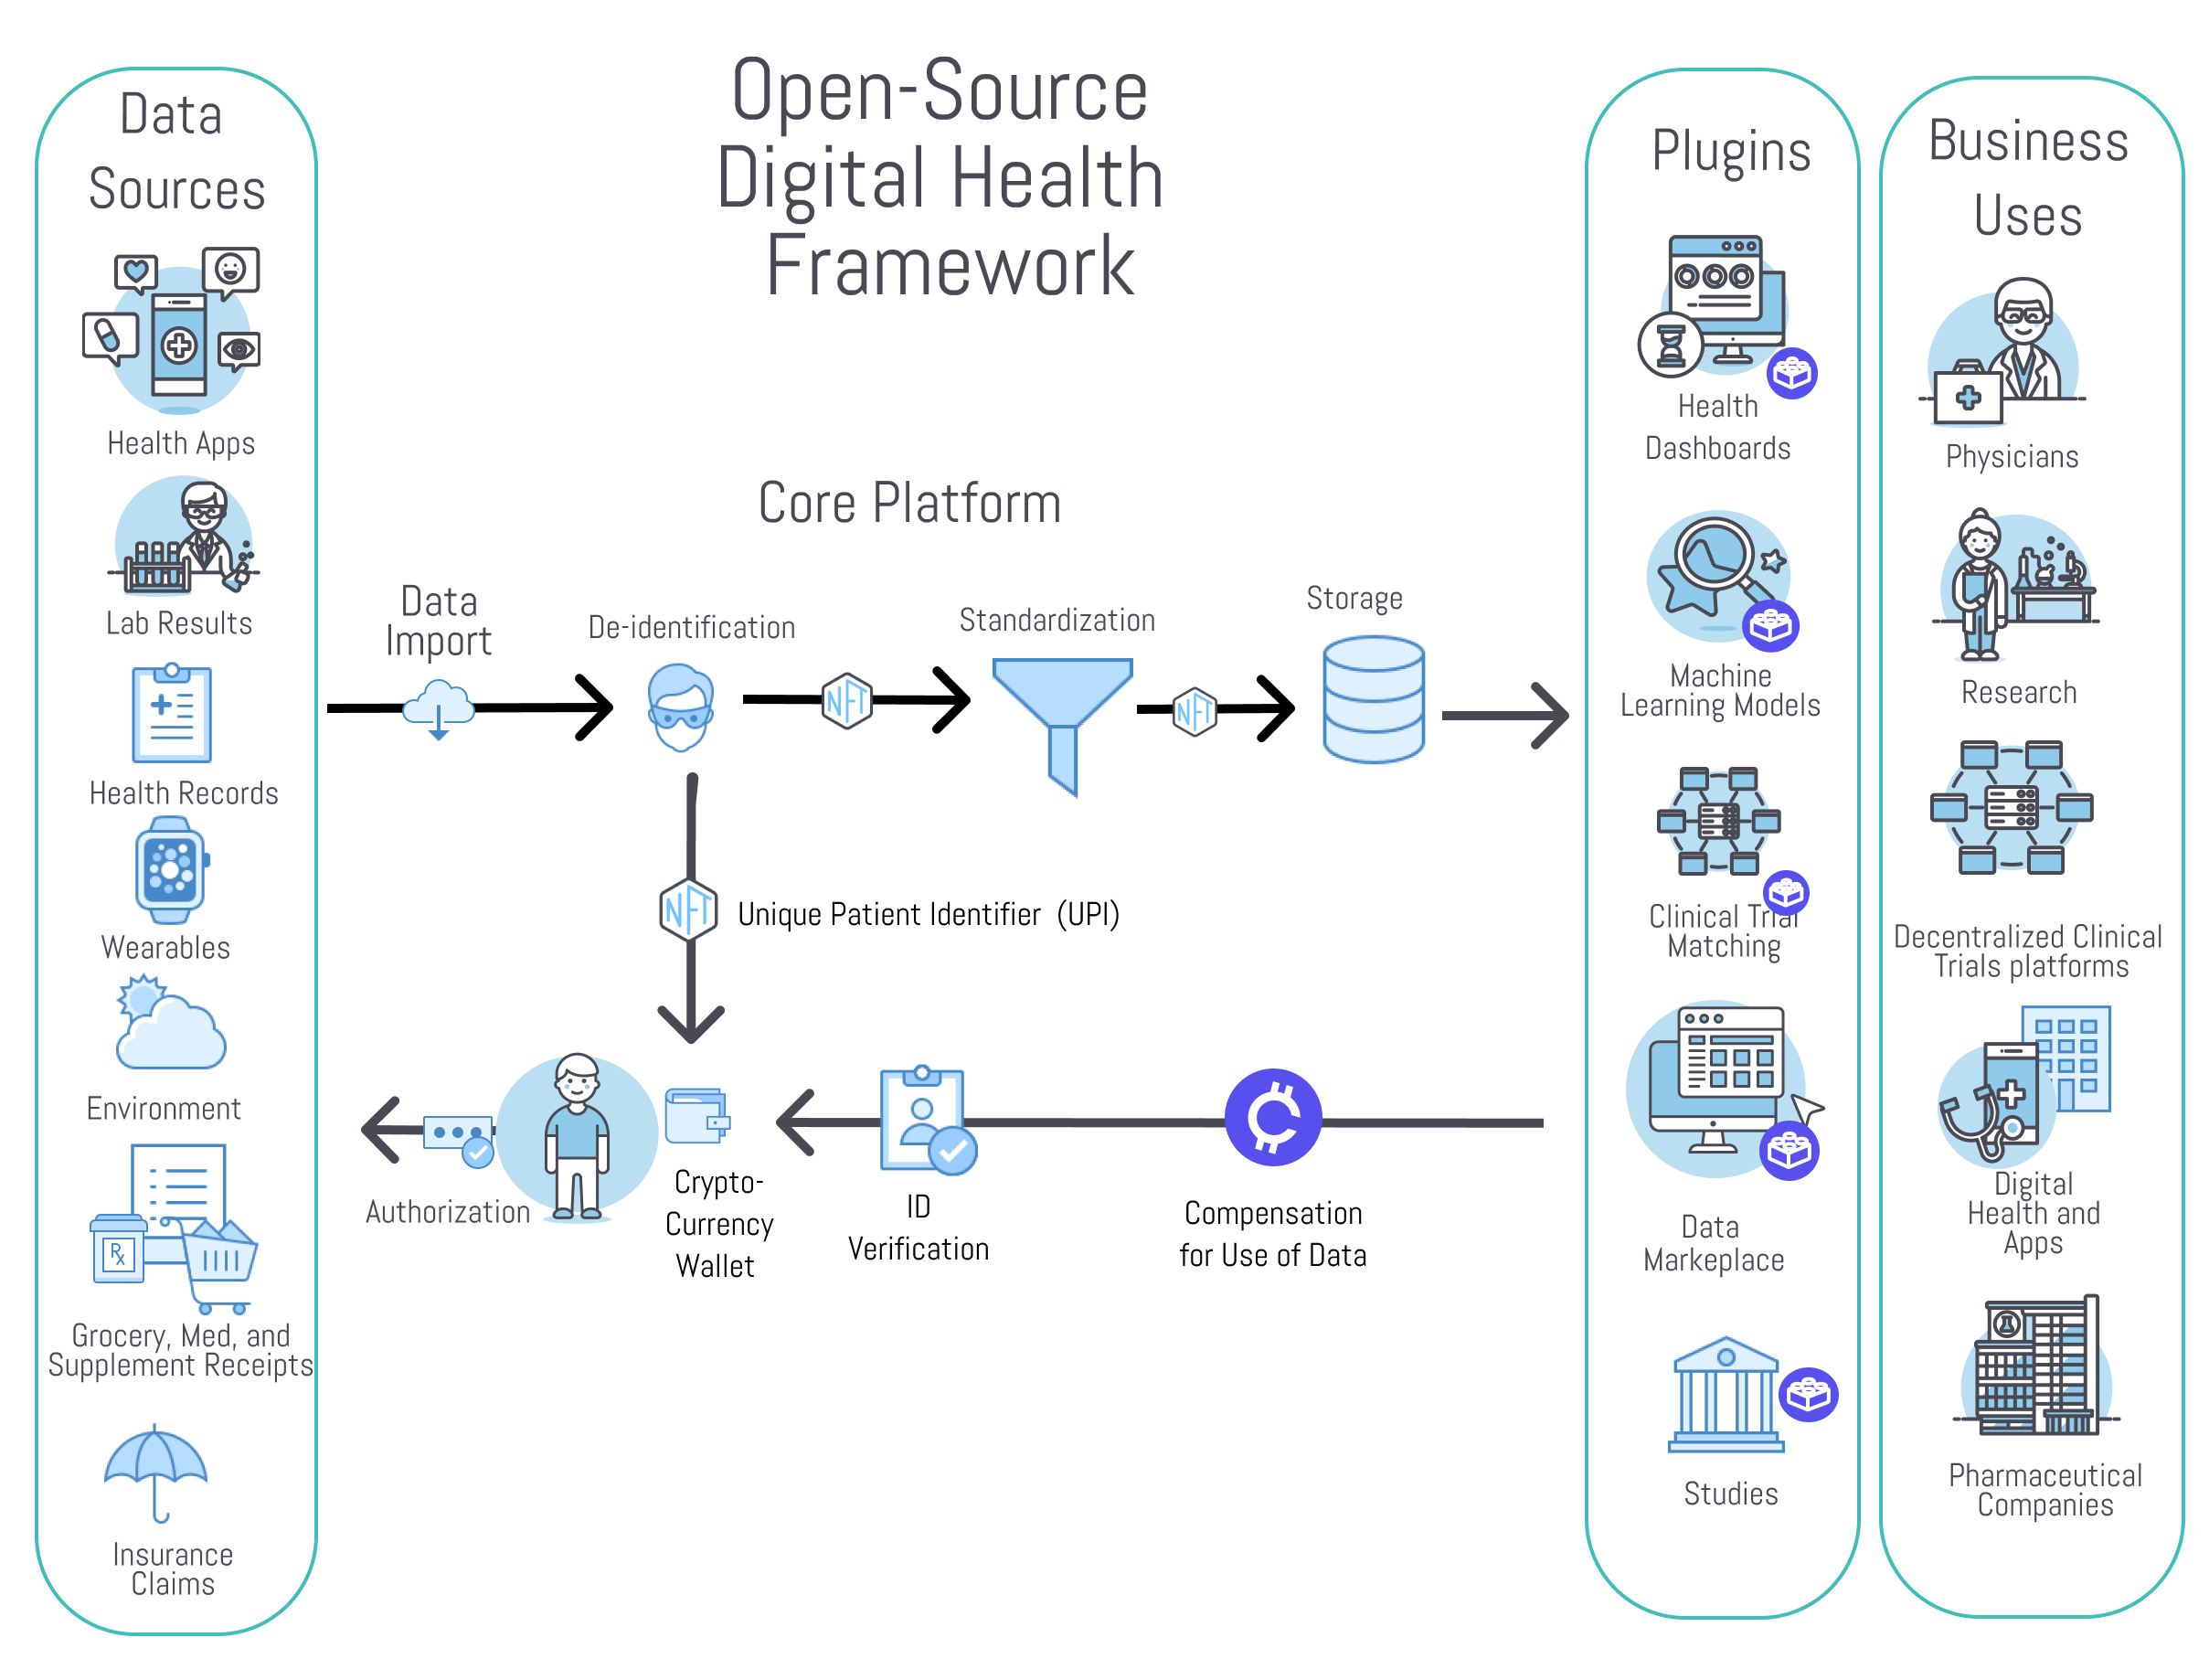 Open-Source
Digital Health
Framework
Data
Sources
Health Apps
Lab Results
Health Records
Wearables
Environment
Rx
Grocery, Med, and
Supplement Receipts
Insurance
Claims
Core Platform
Data
Import
De-identification
NFT
Standardization
NFT
Storage
NFT
Unique Patient Identifier (UPI)
Authorization
Crypto-
Currency
Wallet
ID
Verification
Compensation
for Use of Data
Plugins
Health
Dashboards
Machine
Learning Models
Clinical Trial
Matching
Data
Markeplace
Studies
Business
Uses
Physicians
Research
Decentralized Clinical
Trials platforms
Digital
Health and
Apps
Pharmaceutical
Companies